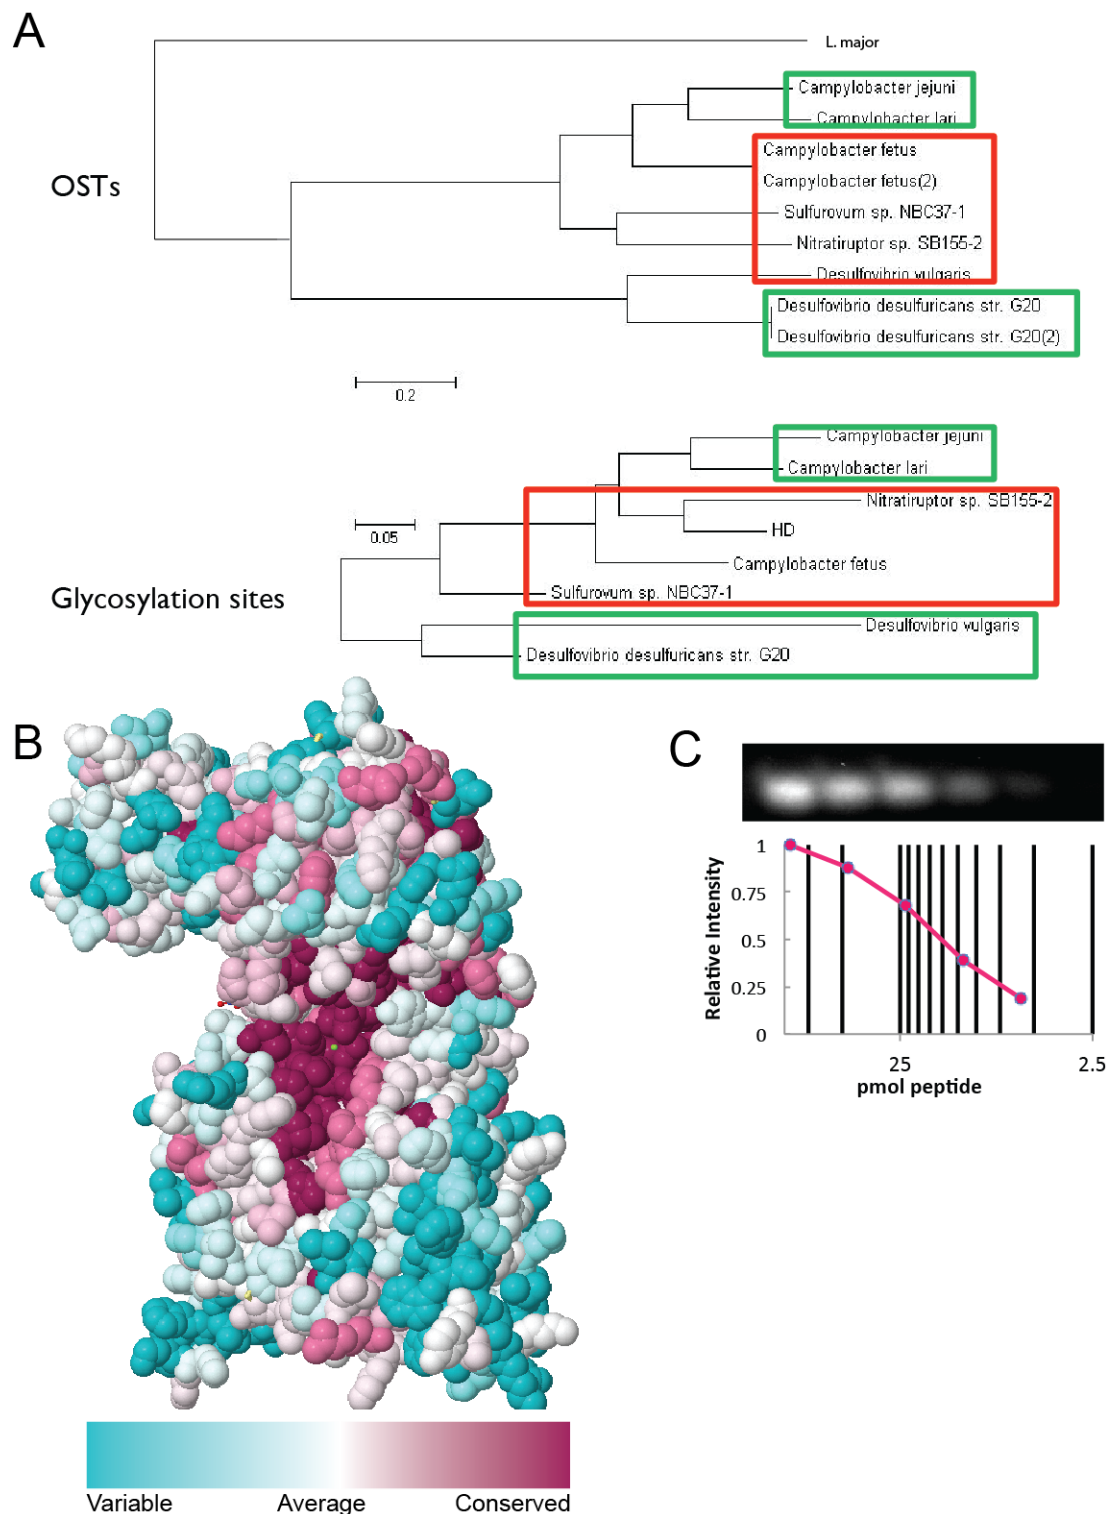 A
L. major
Campylobacter jejuni
Campylobacter lari
Campylobacter fetus
OSTs
Campylobacter fetus(2)
Sulfurovum sp. NBC37-1
Nitratiruptor sp. SB155-2
Desulfovibrio vulgaris
Desulfovibrio desulfuricans str. G20
Desulfovibrio desulfuricans str. G20(2)
0.2
Campylobacter jejuni
Campylobacter lari
Nitratiruptor sp. SB155-2
0.05
HD
Campylobacter fetus
Glycosylation sites
Sulfurovum sp. NBC37-1
Desulfovibrio vulgaris
Desulfovibrio desulfuricans str. G20
B
C
Relative Intensity
1
0.75
0.5
0.25
0
25
2.5
pmol peptide
Variable Average Conserved